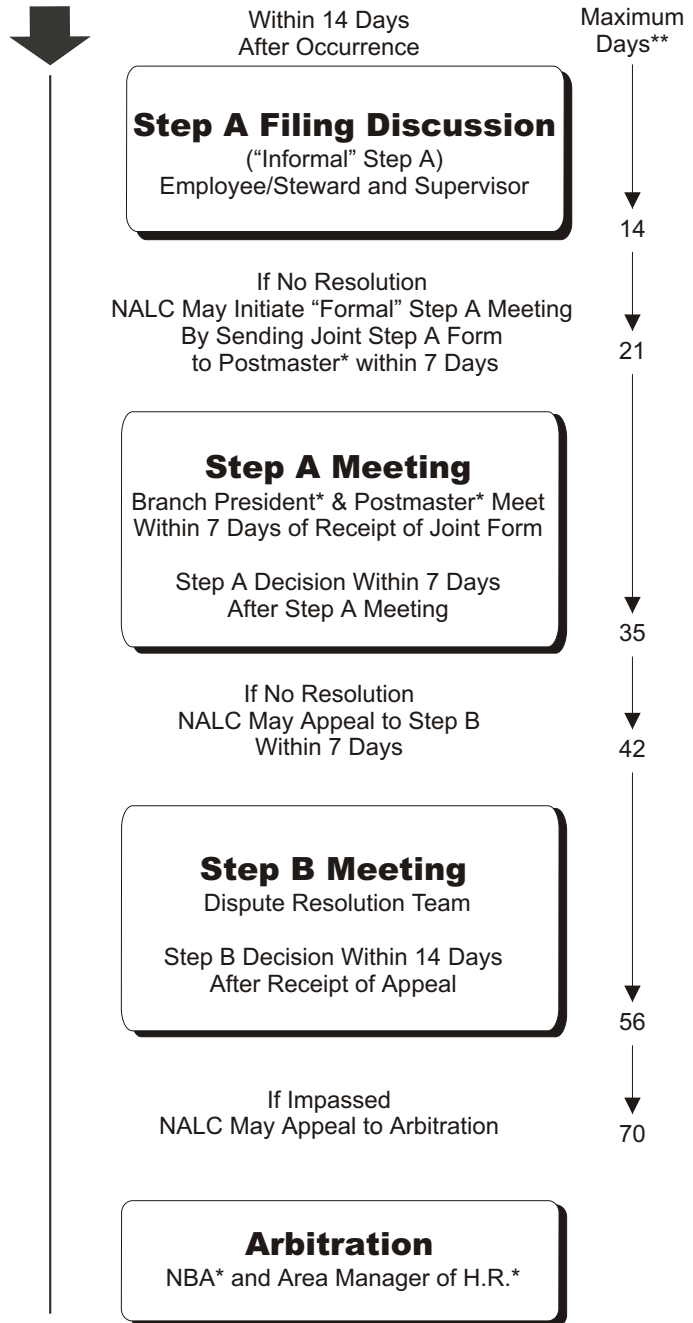 Within 14 Days
After Occurrence
Maximum
Days**
Step A Filing Discussion
(“Informal” Step A)
Employee/Steward and Supervisor
14
If No Resolution
NALC May Initiate “Formal” Step A Meeting
By Sending Joint Step A Form
to Postmaster* within 7 Days
21
Step A Meeting
Branch President* & Postmaster* Meet
Within 7 Days of Receipt of Joint Form
Step A Decision Within 7 Days
After Step A Meeting
35
If No Resolution
NALC May Appeal to Step B
Within 7 Days
42
Step B Meeting
Dispute Resolution Team
Step B Decision Within 14 Days
After Receipt of Appeal
56
If Impassed
NALC May Appeal to Arbitration
70
Arbitration
NBA* and Area Manager of H.R.*